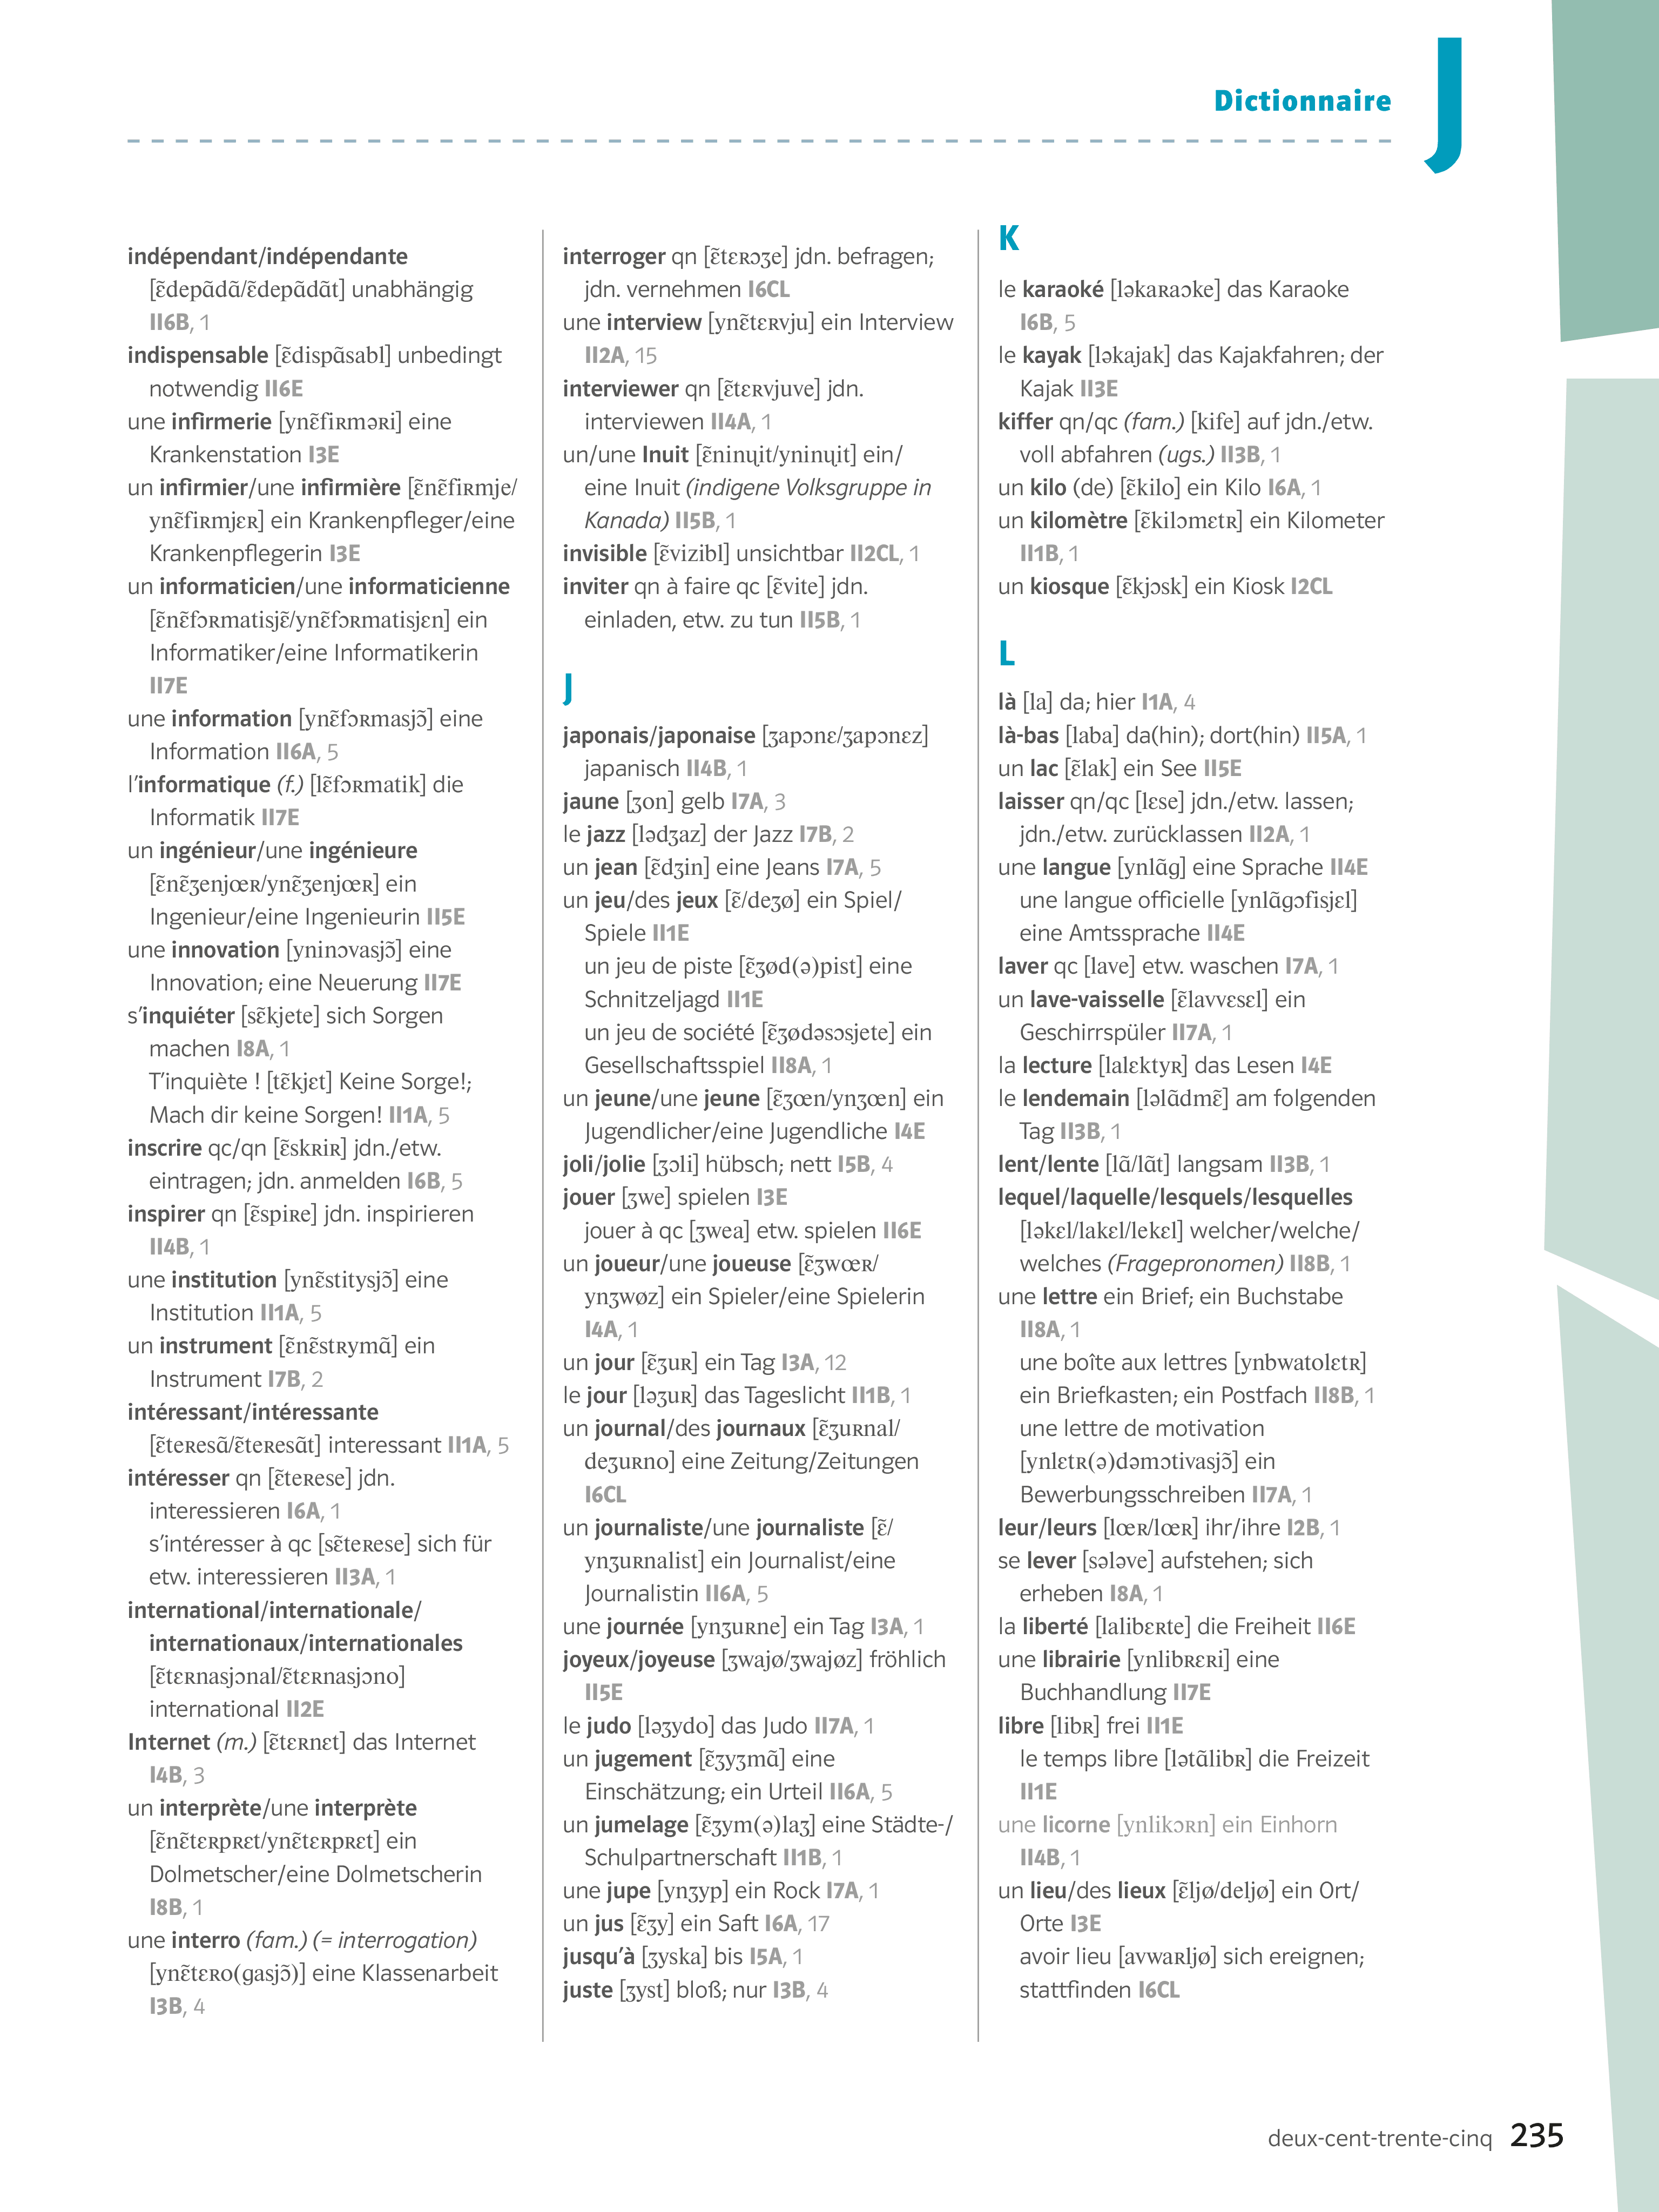 Dictionnaire
J
indépendant/indépendante
[ɛ̃depɑ̃dɑ̃/ɛ̃depɑ̃dɑ̃t] unabhängig
II6B, 1
indispensable [ɛ̃dispɑ̃sabl] unbedingt
notwendig II6E
une infirmerie [ynɛ̃fiʀməʀi] eine
Krankenstation I3E
un infirmier/une infirmière [ɛ̃nɛ̃fiʀmje/
ynɛ̃fiʀmjɛʀ] ein Krankenpfleger/eine
Krankenpflegerin I3E
un informaticien/une informaticienne
[ɛ̃nɛ̃fɔʀmatisjɛ̃/ynɛ̃fɔʀmatisjɛn] ein
Informatiker/eine Informatikerin
II7E
une information [ynɛ̃fɔʀmasjɔ̃] eine
Information II6A, 5
l’informatique (f.) [lɛ̃fɔʀmatik] die
Informatik II7E
un ingénieur/une ingénieure
[ɛ̃nɛ̃ʒenjœʀ/ynɛ̃ʒenjœʀ] ein
Ingenieur/eine Ingenieurin II5E
une innovation [yninɔvasjɔ̃] eine
Innovation; eine Neuerung II7E
s’inquiéter [sɛ̃kjete] sich Sorgen
machen I8A, 1
T’inquiète ! [tɛ̃kjɛt] Keine Sorge!;
Mach dir keine Sorgen! II1A, 5
inscrire qc/qn [ɛ̃skʀiʀ] jdn./etw.
eintragen; jdn. anmelden I6B, 5
inspirer qn [ɛ̃spiʀe] jdn. inspirieren
II4B, 1
une institution [ynɛ̃stitysjɔ̃] eine
Institution II1A, 5
un instrument [ɛ̃nɛ̃stʀymɑ̃] ein
Instrument I7B, 2
intéressant/intéressante
[ɛ̃teʀesɑ̃/ɛ̃teʀesɑ̃t] interessant II1A, 5
intéresser qn [ɛ̃teʀese] jdn.
interessieren I6A, 1
s’intéresser à qc [sɛ̃teʀese] sich für
etw. interessieren II3A, 1
international/internationale/
internationaux/internationales
[ɛ̃tɛʀnasjɔnal/ɛ̃tɛʀnasjɔno]
international II2E
Internet (m.) [ɛ̃tɛʀnɛt] das Internet
I4B, 3
un interprète/une interprète
[ɛ̃nɛ̃tɛʀpʀɛt/ynɛ̃tɛʀpʀɛt] ein
Dolmetscher/eine Dolmetscherin
I8B, 1
une interro (fam.) (= interrogation)
[ynɛ̃tɛʀo(gasjɔ̃)] eine Klassenarbeit
I3B, 4
interroger qn [ɛ̃tɛʀɔʒe] jdn. befragen;
jdn. vernehmen I6CL
une interview [ynɛ̃tɛʀvju] ein Interview
II2A, 15
interviewer qn [ɛ̃tɛʀvjuve] jdn.
interviewen II4A, 1
un/une Inuit [ɛ̃ninɥit/yninɥit] ein/
eine Inuit (indigene Volksgruppe in
Kanada) II5B, 1
invisible [ɛ̃vizibl] unsichtbar II2CL, 1
inviter qn à faire qc [ɛ̃vite] jdn.
einladen, etw. zu tun II5B, 1
J
japonais/japonaise [ʒapɔnɛ/ʒapɔnɛz]
japanisch II4B, 1
jaune [ʒon] gelb I7A, 3
le jazz [lədʒaz] der Jazz I7B, 2
un jean [ɛ̃dʒin] eine Jeans I7A, 5
un jeu/des jeux [ɛ̃/deʒø] ein Spiel/
Spiele II1E
un jeu de piste [ɛ̃ʒød(ə)pist] eine
Schnitzeljagd II1E
un jeu de société [ɛ̃ʒødəsɔsjete] ein
Gesellschaftsspiel II8A, 1
un jeune/une jeune [ɛ̃ʒœn/ynʒœn] ein
Jugendlicher/eine Jugendliche I4E
joli/jolie [ʒɔli] hübsch; nett I5B, 4
jouer [ʒwe] spielen I3E
jouer à qc [ʒwea] etw. spielen II6E
un joueur/une joueuse [ɛ̃ʒwœʀ/
ynʒwøz] ein Spieler/eine Spielerin
I4A, 1
un jour [ɛ̃ʒuʀ] ein Tag I3A, 12
le jour [ləʒuʀ] das Tageslicht II1B, 1
un journal/des journaux [ɛ̃ʒuʀnal/
deʒuʀno] eine Zeitung/Zeitungen
I6CL
un journaliste/une journaliste [ɛ̃/
ynʒuʀnalist] ein Journalist/eine
Journalistin II6A, 5
une journée [ynʒuʀne] ein Tag I3A, 1
joyeux/joyeuse [ʒwajø/ʒwajøz] fröhlich
II5E
le judo [ləʒydo] das Judo II7A, 1
un jugement [ɛ̃ʒyʒmɑ̃] eine
Einschätzung; ein Urteil II6A, 5
un jumelage [ɛ̃ʒym(ə)laʒ] eine Städte-/
Schulpartnerschaft II1B, 1
une jupe [ynʒyp] ein Rock I7A, 1
un jus [ɛ̃ʒy] ein Saft I6A, 17
jusqu’à [ʒyska] bis I5A, 1
juste [ʒyst] bloß; nur I3B, 4
K
le karaoké [ləkaʀaɔke] das Karaoke
I6B, 5
le kayak [ləkajak] das Kajakfahren; der
Kajak II3E
kiffer qn/qc (fam.) [kife] auf jdn./etw.
voll abfahren (ugs.) II3B, 1
un kilo (de) [ɛ̃kilo] ein Kilo I6A, 1
un kilomètre [ɛ̃kilɔmɛtʀ] ein Kilometer
II1B, 1
un kiosque [ɛ̃kjɔsk] ein Kiosk I2CL
L
là [la] da; hier I1A, 4
là-bas [laba] da(hin); dort(hin) II5A, 1
un lac [ɛ̃lak] ein See II5E
laisser qn/qc [lɛse] jdn./etw. lassen;
jdn./etw. zurücklassen II2A, 1
une langue [ynlɑ̃g] eine Sprache II4E
une langue officielle [ynlɑ̃gɔfisjɛl]
eine Amtssprache II4E
laver qc [lave] etw. waschen I7A, 1
un lave-vaisselle [ɛ̃lavvɛsɛl] ein
Geschirrspüler II7A, 1
la lecture [lalɛktyʀ] das Lesen I4E
le lendemain [ləlɑ̃dmɛ̃] am folgenden
Tag II3B, 1
lent/lente [lɑ̃/lɑ̃t] langsam II3B, 1
lequel/laquelle/lesquels/lesquelles
[ləkɛl/lakɛl/lekɛl] welcher/welche/
welches (Fragepronomen) II8B, 1
une lettre ein Brief; ein Buchstabe
II8A, 1
une boîte aux lettres [ynbwatolɛtʀ]
ein Briefkasten; ein Postfach II8B, 1
une lettre de motivation
[ynlɛtʀ(ə)dəmɔtivasjɔ̃] ein
Bewerbungsschreiben II7A, 1
leur/leurs [lœʀ/lœʀ] ihr/ihre I2B, 1
se lever [sələve] aufstehen; sich
erheben I8A, 1
la liberté [lalibɛʀte] die Freiheit II6E
une librairie [ynlibʀɛʀi] eine
Buchhandlung II7E
libre [libʀ] frei II1E
le temps libre [lətɑ̃libʀ] die Freizeit
II1E
une licorne [ynlikɔʀn] ein Einhorn
II4B, 1
un lieu/des lieux [ɛ̃ljø/deljø] ein Ort/
Orte I3E
avoir lieu [avwaʀljø] sich ereignen;
stattfinden I6CL
deux-cent-trente-cinq 235